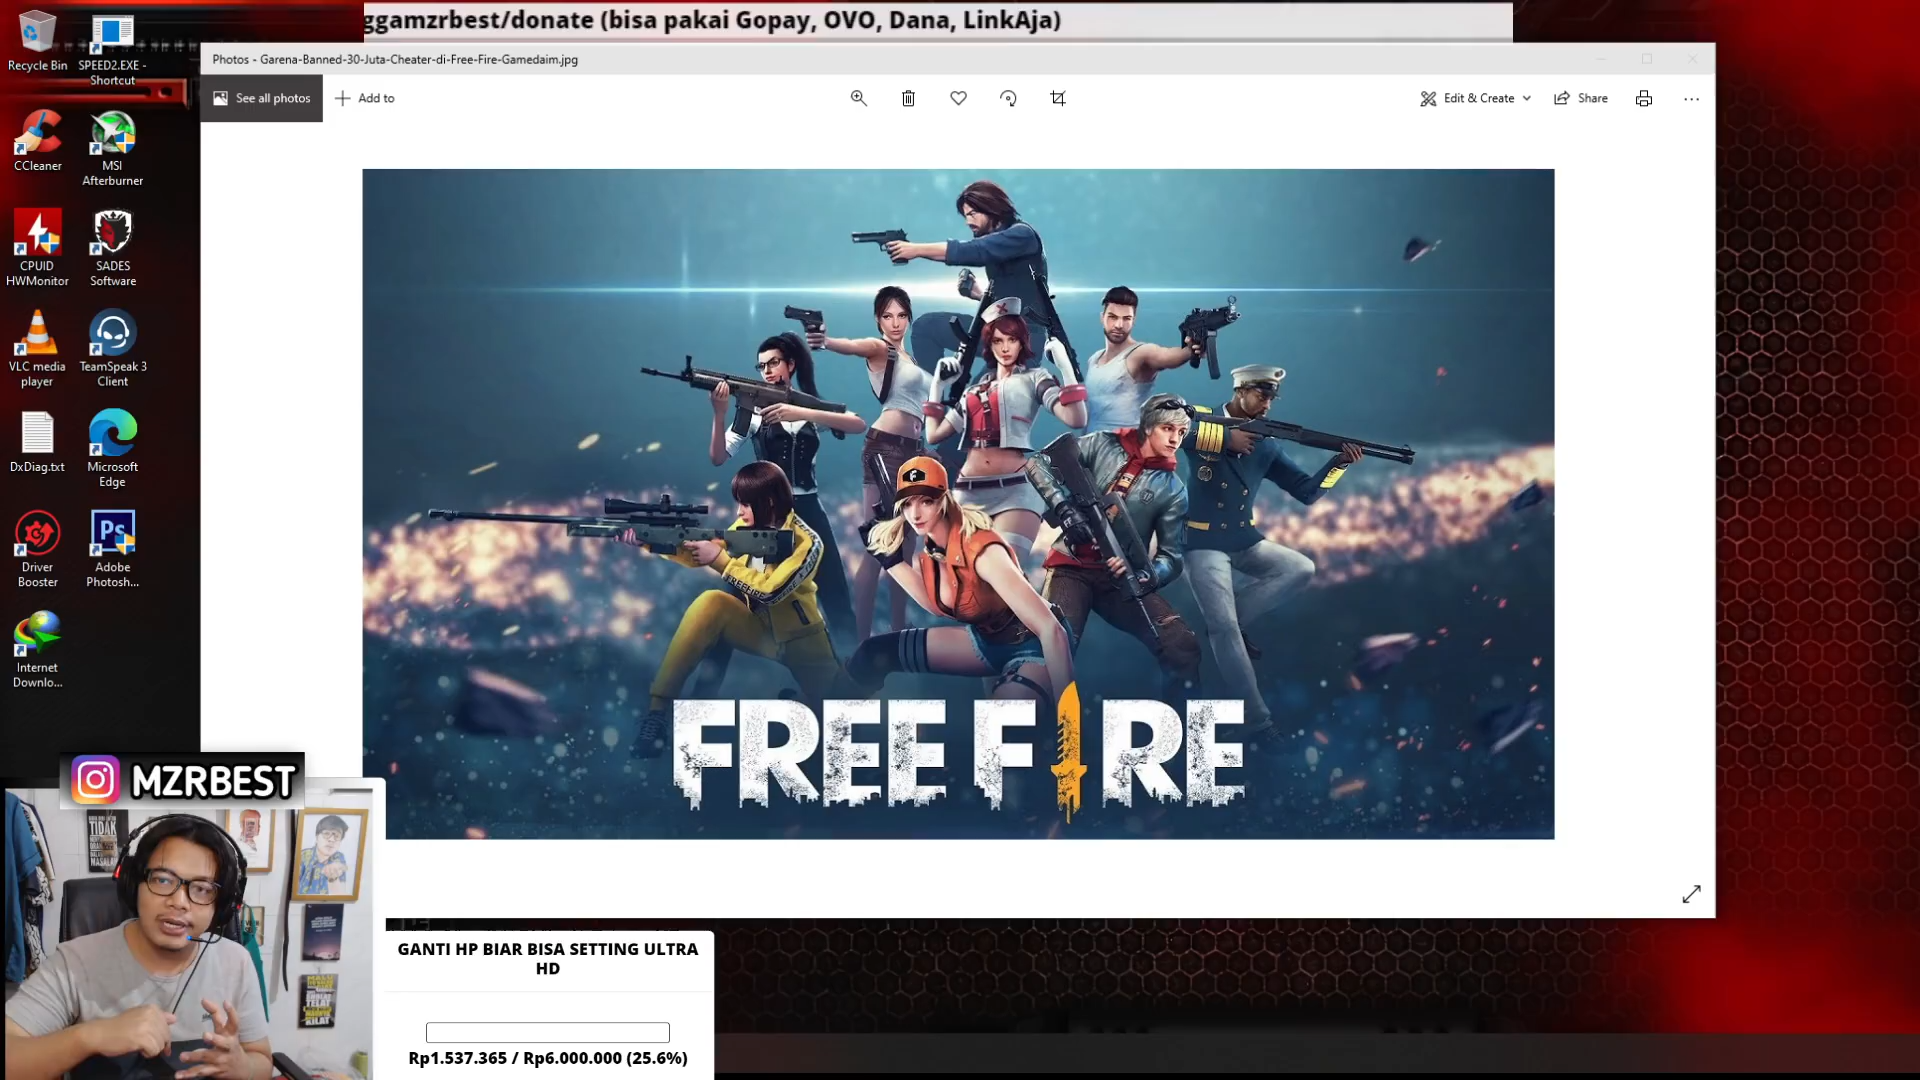 ggamzrbest/donate (bisa pakai Gopay, OVO, Dana, LinkAja)
Photos - Garena-Banned-30-Juta-Cheater-di-Free-Fire-Gamedaim.jpg
See all photos
Add to
Edit & Create
Share
Recycle Bin
SPEED2.EXE -
Shortcut
CCleaner
MSI
Afterburner
CPUID
HWMonitor
SADES
Software
VLC media
player
TeamSpeak 3
Client
DxDiag.txt
Microsoft
Edge
Driver
Booster
Ps
Adobe
Photosh...
Internet
Downlo...
FREE FIRE
MZRBEST
TIDAK
GANTI HP BIAR BISA SETTING ULTRA
HD
Rp1.537.365 / Rp6.000.000 (25.6%)